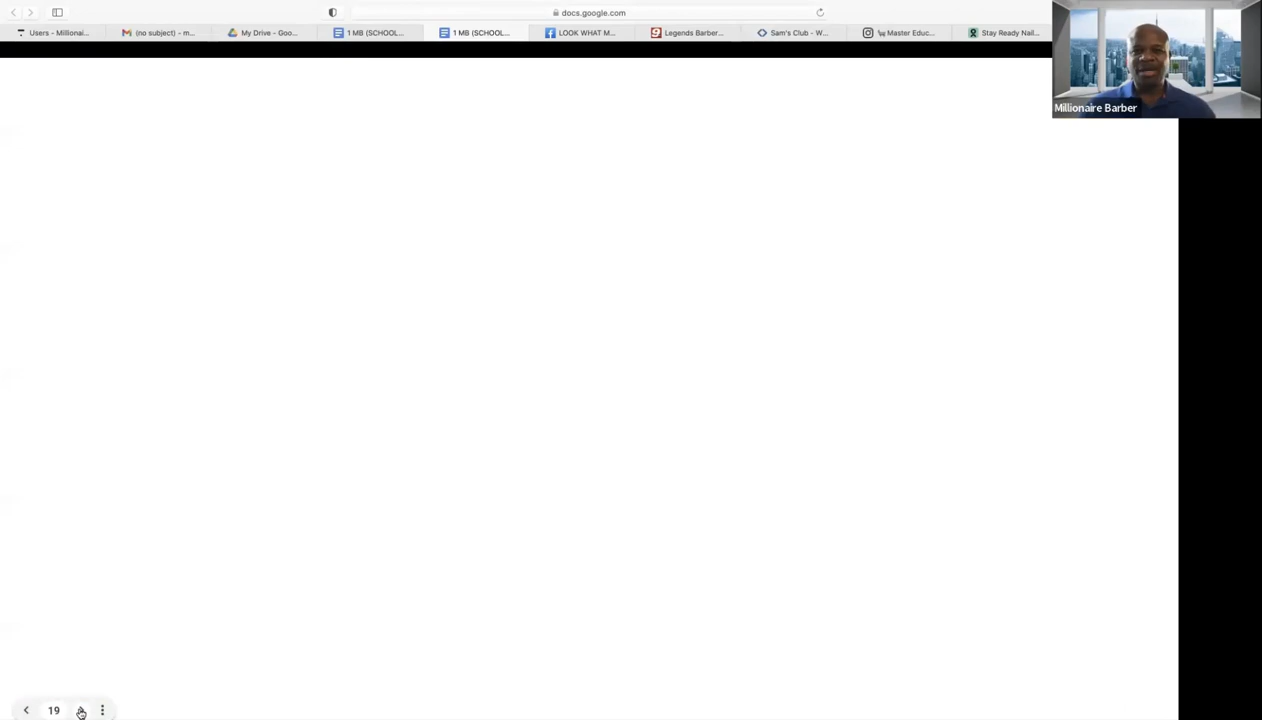 docs.google.com
Users - Millionai...
(no subject) - m...
My Drive - Goo...
1 MB (SCHOOL...
1 MB (SCHOOL...
LOOK WHAT M...
Legends Barber...
Sam's Club - W...
Master Educ...
Stay Ready Nail...
Millionaire Barber
19